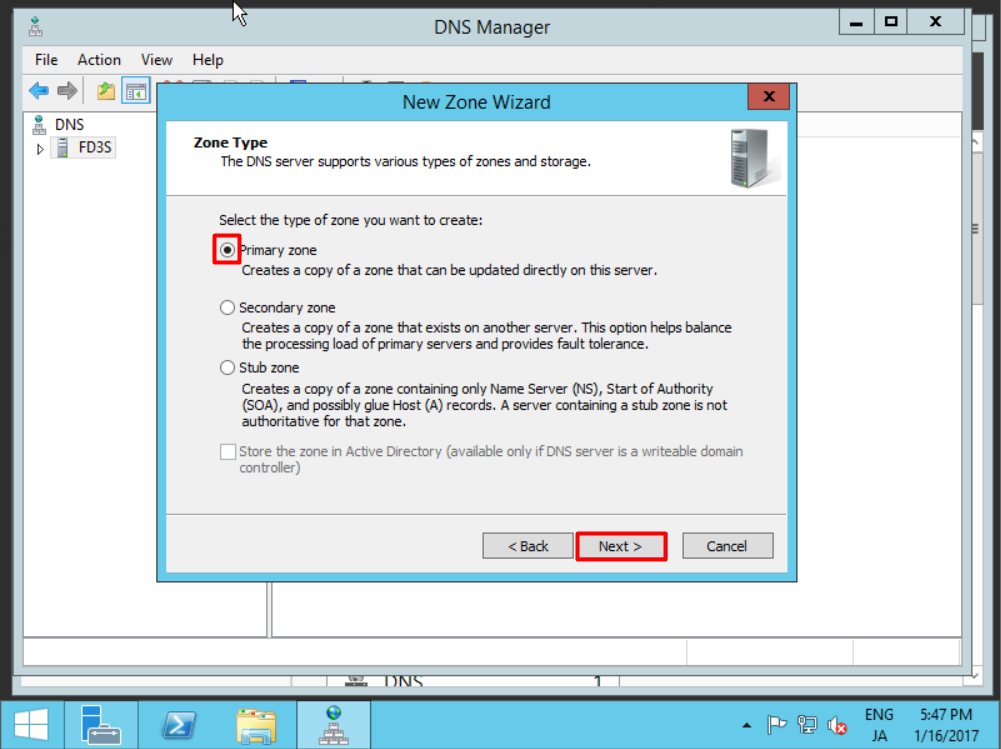 DNS Manager
File Action View Help
New Zone Wizard
DNS
FD3S
Zone Type
The DNS server supports various types of zones and storage.
Select the type of zone you want to create:
Primary zone
Creates a copy of a zone that can be updated directly on this server.
Secondary zone
Creates a copy of a zone that exists on another server. This option helps balance
the processing load of primary servers and provides fault tolerance.
Stub zone
Creates a copy of a zone containing only Name Server (NS), Start of Authority
(SOA), and possibly glue Host (A) records. A server containing a stub zone is not
authoritative for that zone.
Store the zone in Active Directory (available only if DNS server is a writeable domain
controller)
< Back Next > Cancel
DNS 1
ENG 5:47 PM
JA 1/16/2017